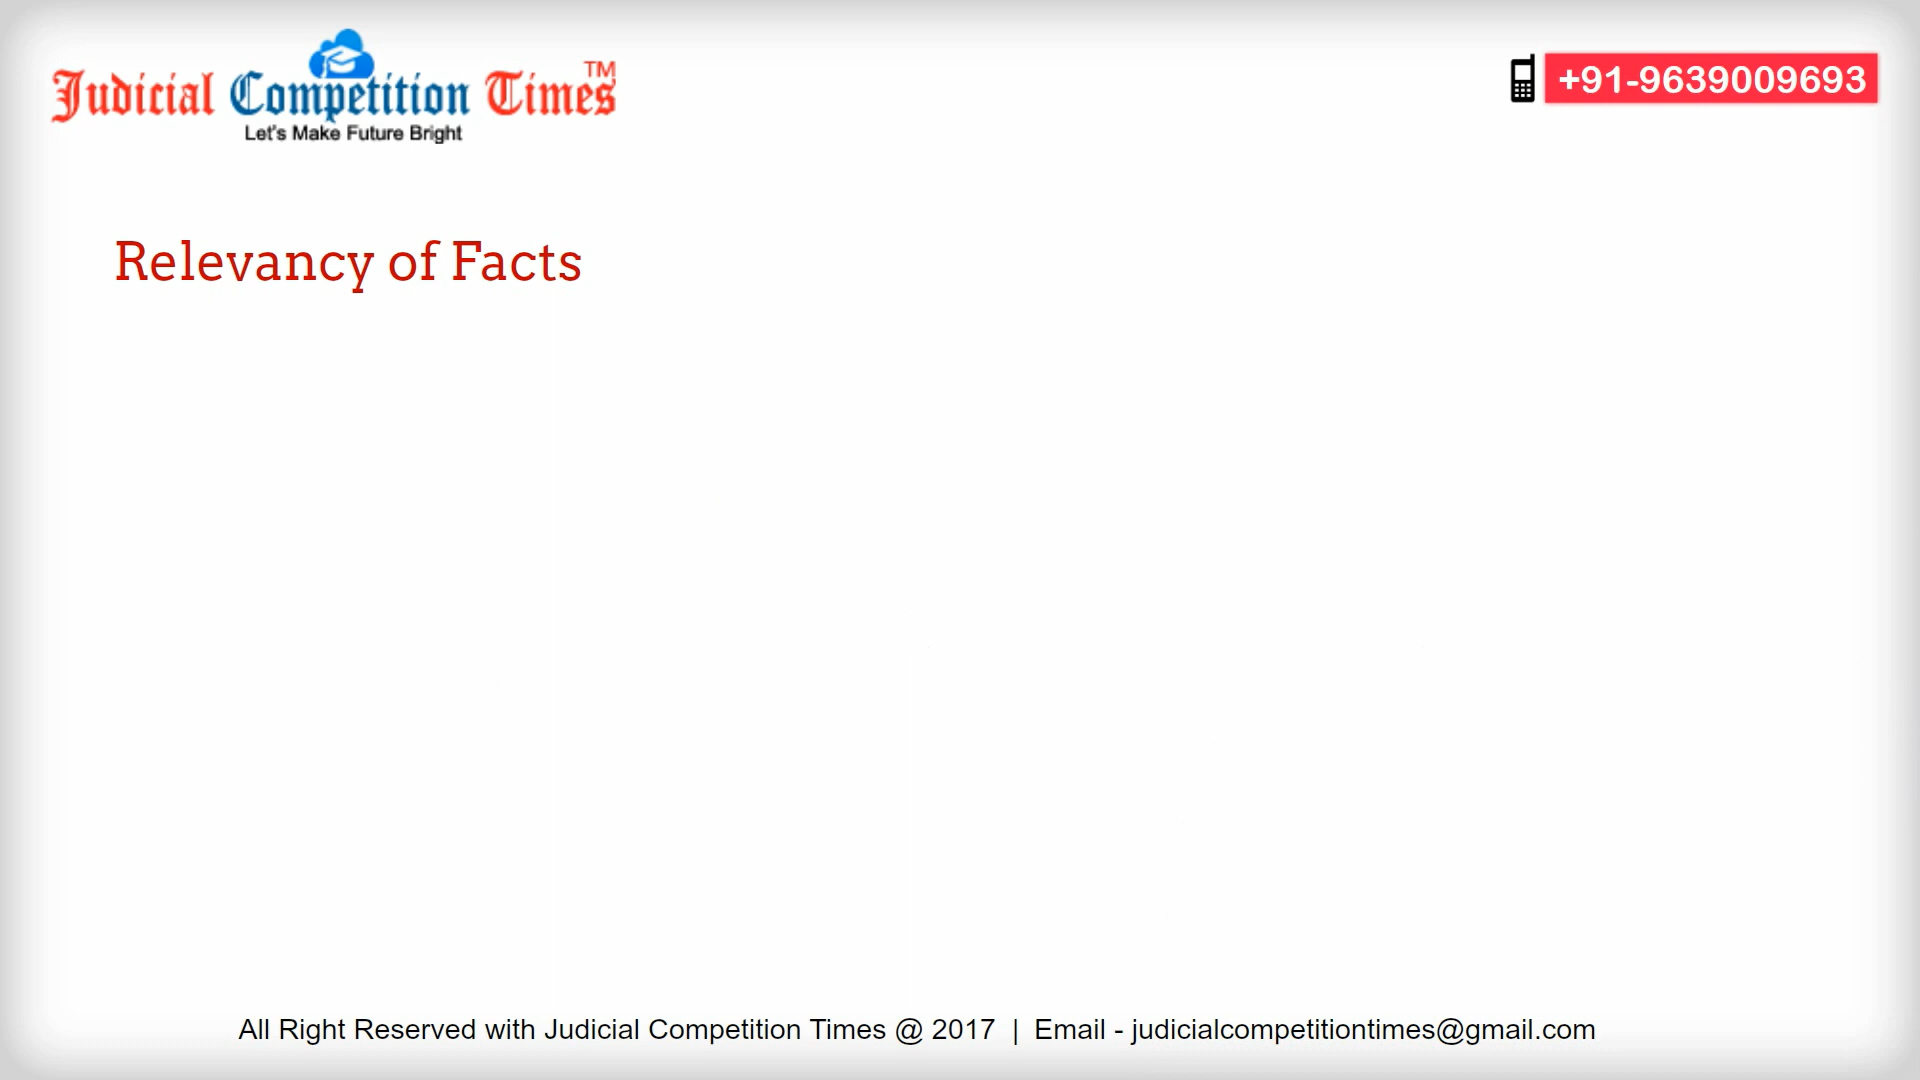 Judicial Competition Times TM
Let's Make Future Bright
+91-9639009693
Relevancy of Facts
All Right Reserved with Judicial Competition Times @ 2017 | Email - judicialcompetitiontimes@gmail.com